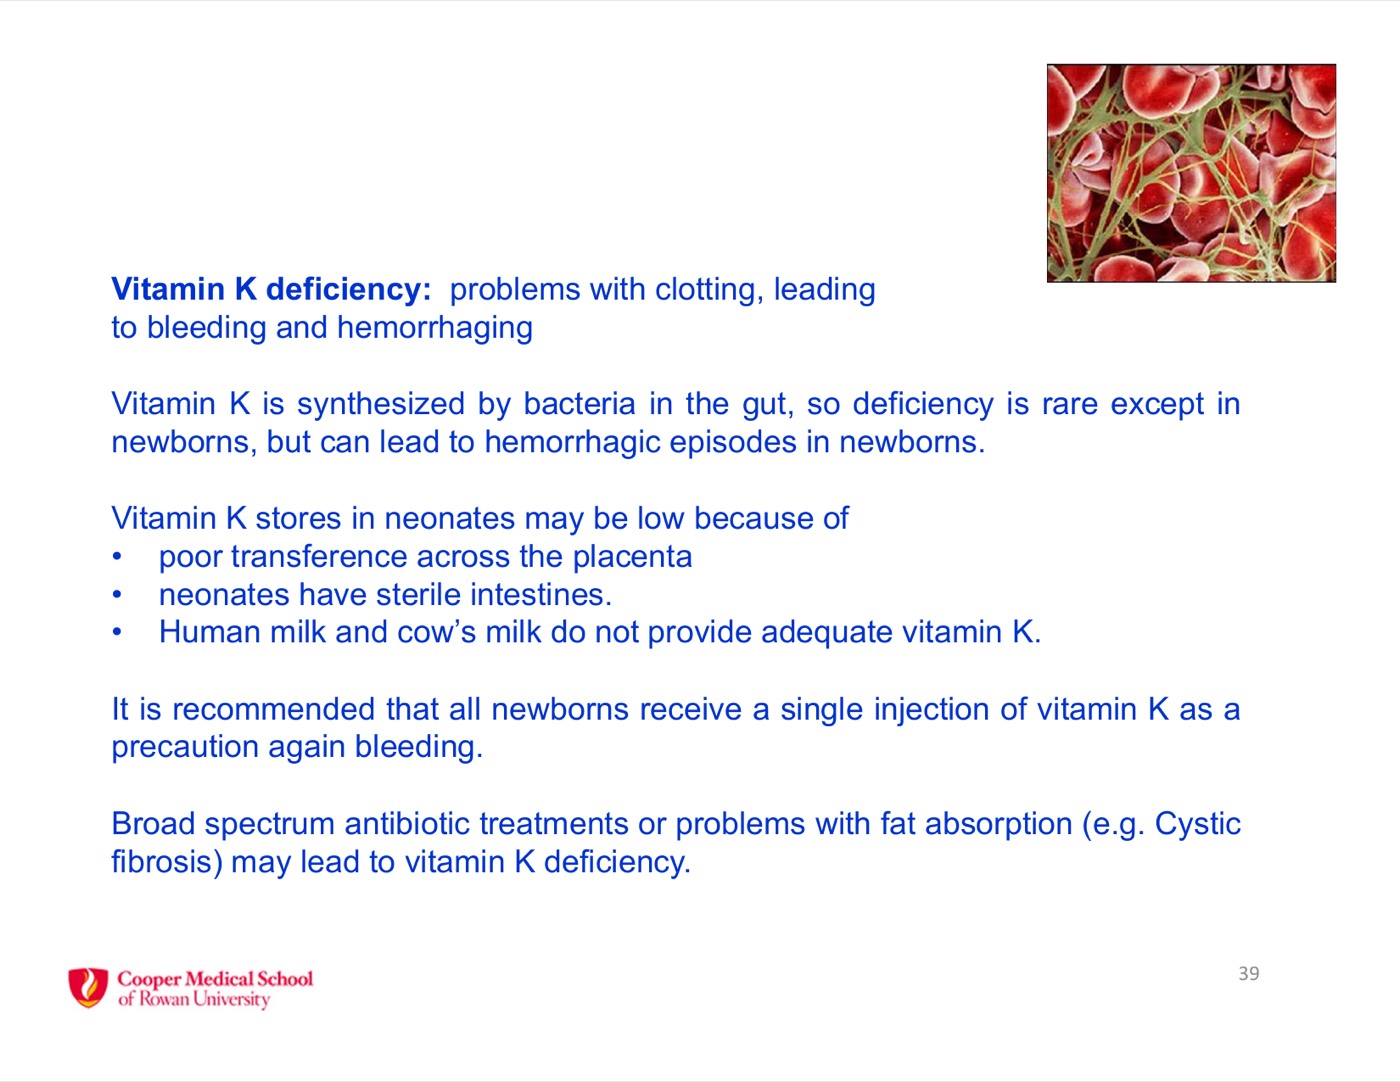 Vitamin K deficiency:  problems with clotting, leading
to bleeding and hemorrhaging
Vitamin K is synthesized by bacteria in the gut, so deficiency is rare except in
newborns, but can lead to hemorrhagic episodes in newborns.
Vitamin K stores in neonates may be low because of
• poor transference across the placenta
• neonates have sterile intestines.
• Human milk and cow’s milk do not provide adequate vitamin K.
It is recommended that all newborns receive a single injection of vitamin K as a
precaution again bleeding.
Broad spectrum antibiotic treatments or problems with fat absorption (e.g. Cystic
fibrosis) may lead to vitamin K deficiency.
Cooper Medical School
of Rowan University
39